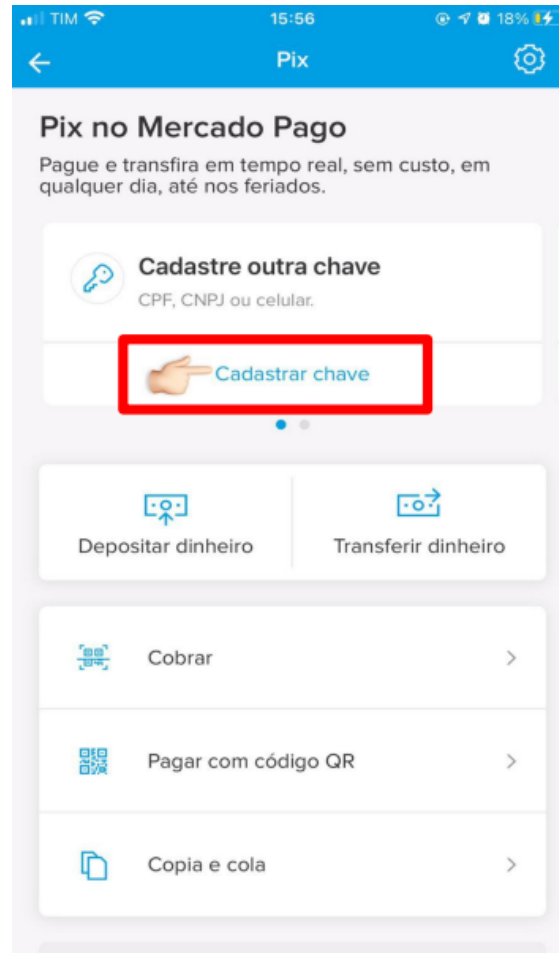 TIM 15:56 18%
Pix
Pix no Mercado Pago
Pague e transfira em tempo real, sem custo, em
qualquer dia, até nos feriados.
Cadastre outra chave
CPF, CNPJ ou celular.
Cadastrar chave
Depositar dinheiro Transferir dinheiro
Cobrar
Pagar com código QR
Copia e cola